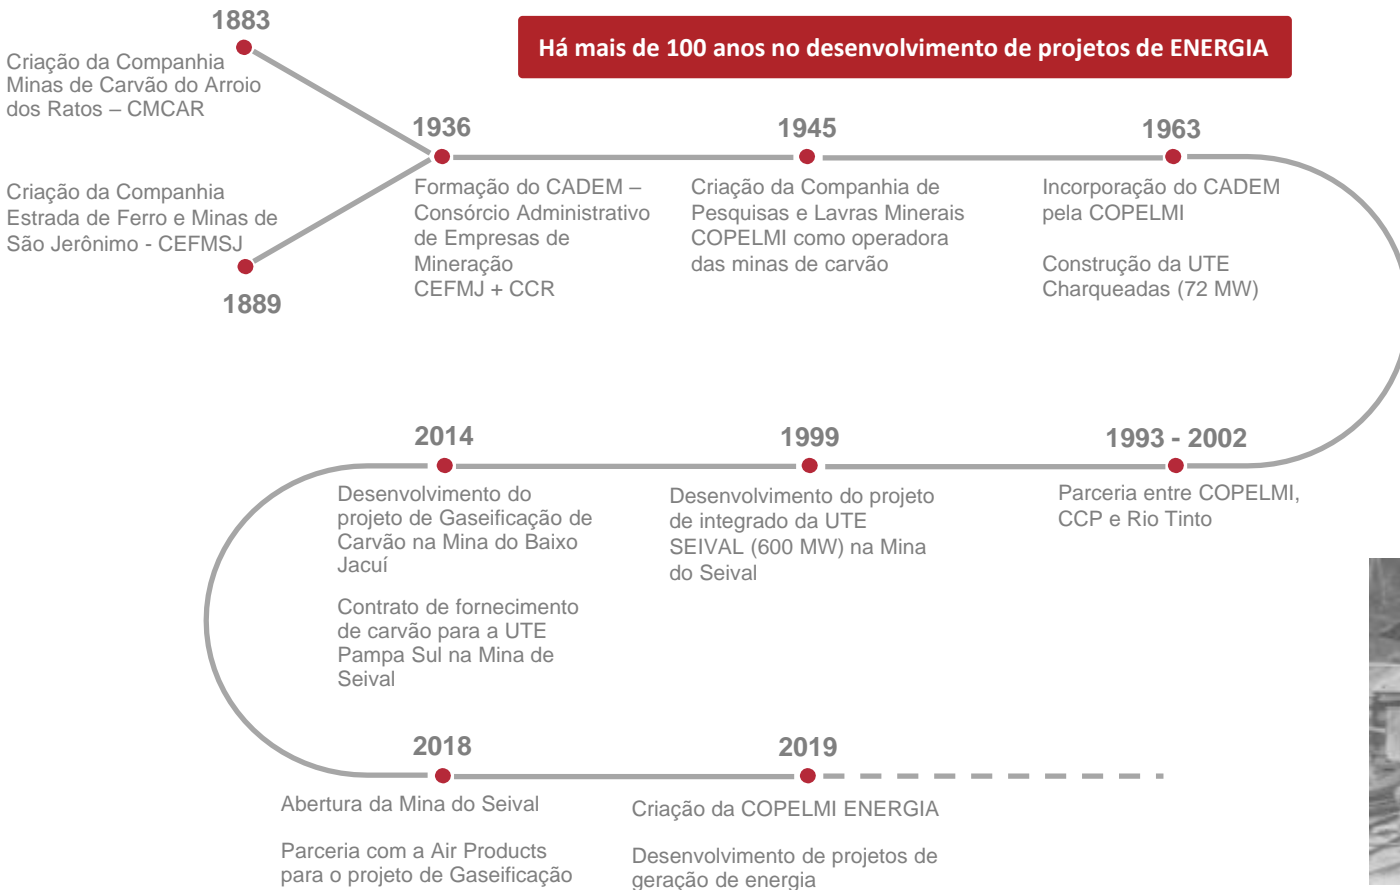 Há mais de 100 anos no desenvolvimento de projetos de ENERGIA
1883
Criação da Companhia
Minas de Carvão do Arroio
dos Ratos – CMCAR
Criação da Companhia
Estrada de Ferro e Minas de
São Jerônimo - CEFMSJ
1889
1936
Formação do CADEM –
Consórcio Administrativo
de Empresas de
Mineração
CEFMJ + CCR
1945
Criação da Companhia de
Pesquisas e Lavras Minerais
COPELMI como operadora
das minas de carvão
1963
Incorporação do CADEM
pela COPELMI
Construção da UTE
Charqueadas (72 MW)
1993 - 2002
Parceria entre COPELMI,
CCP e Rio Tinto
1999
Desenvolvimento do projeto
de integrado da UTE
SEIVAL (600 MW) na Mina
do Seival
2014
Desenvolvimento do
projeto de Gaseificação de
Carvão na Mina do Baixo
Jacuí
Contrato de fornecimento
de carvão para a UTE
Pampa Sul na Mina de
Seival
2018
Abertura da Mina do Seival
Parceria com a Air Products
para o projeto de Gaseificação
2019
Criação da COPELMI ENERGIA
Desenvolvimento de projetos de
geração de energia